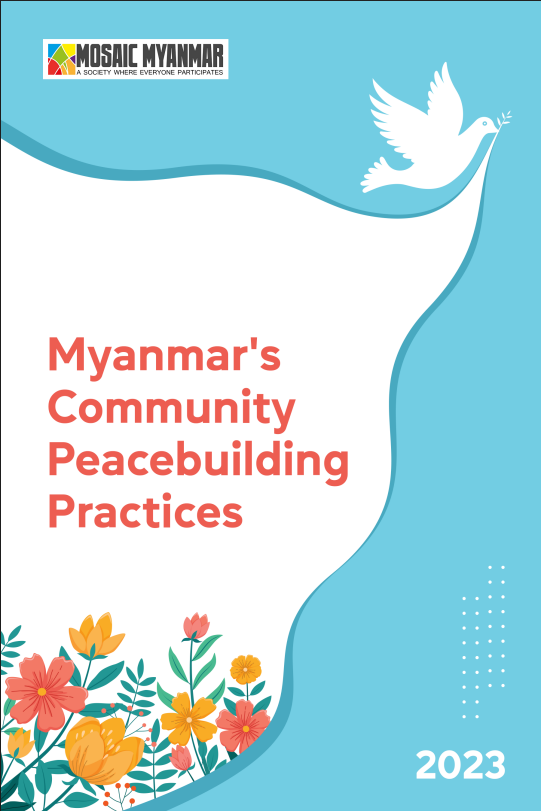 MOSAIC MYANMAR
A SOCIETY WHERE EVERYONE PARTICIPATES
Myanmar's
Community
Peacebuilding
Practices
2023